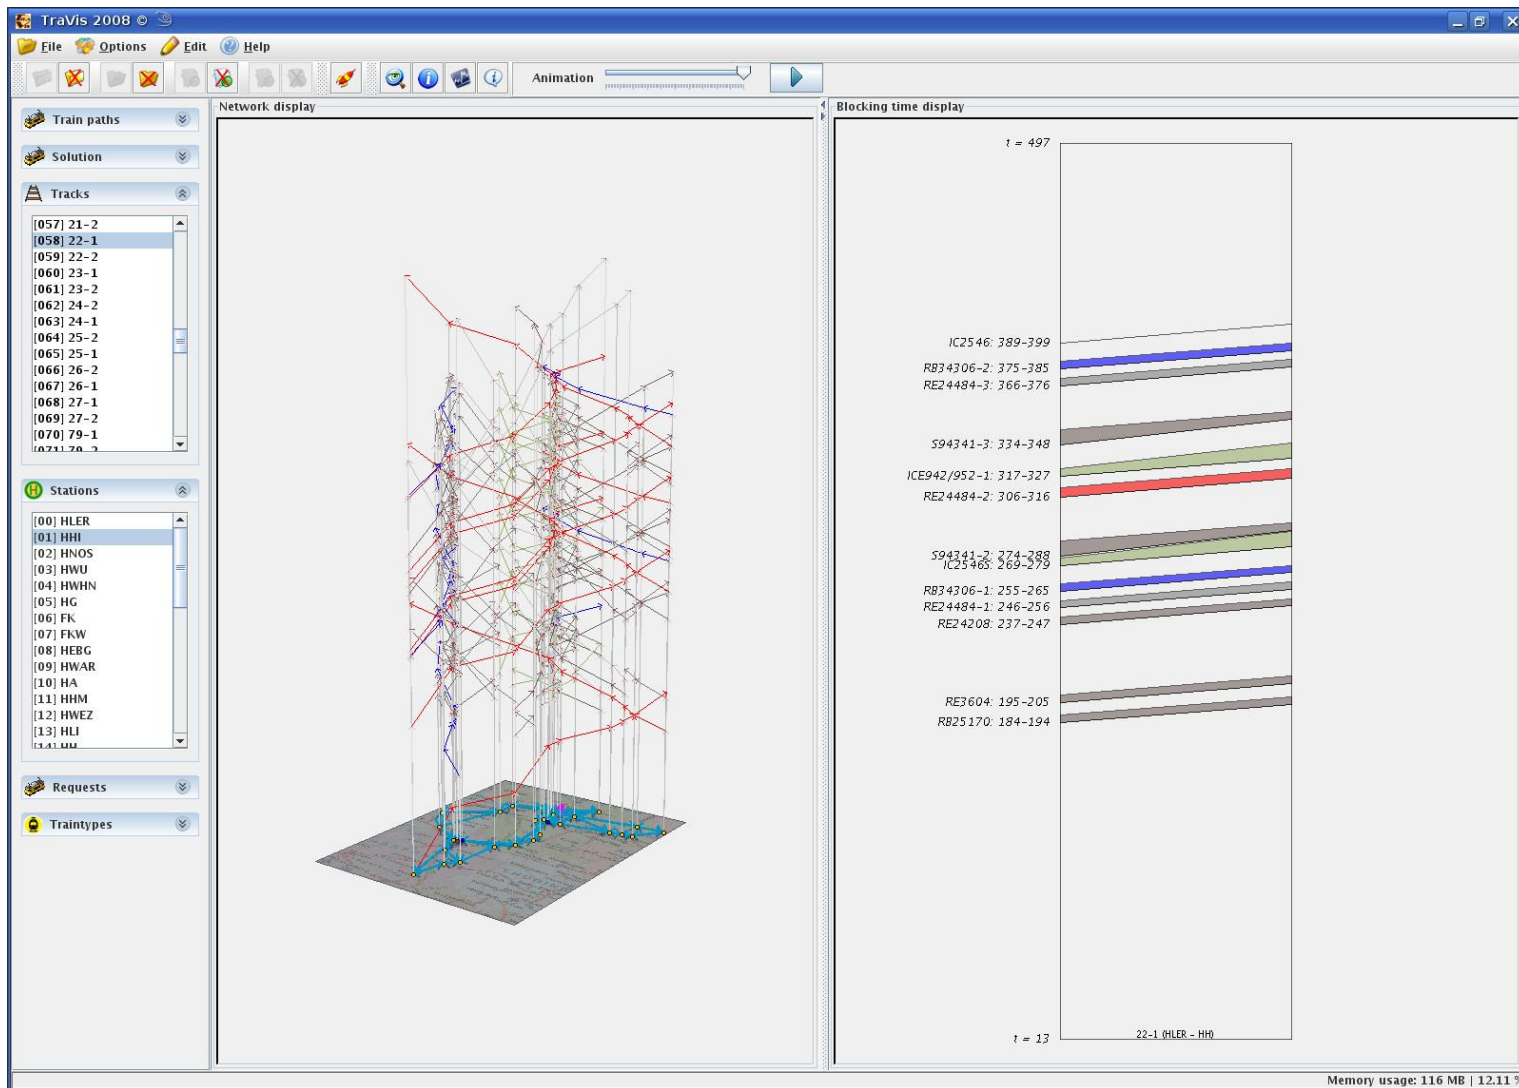 TraVis 2008 ©
File Options Edit Help
Animation
Train paths
Solution
Tracks
[057] 21-2
[058] 22-1
[059] 22-2
[060] 23-1
[061] 23-2
[062] 24-2
[063] 24-1
[064] 25-2
[065] 25-1
[066] 26-2
[067] 26-1
[068] 27-1
[069] 27-2
[070] 79-1
[071] 79-2
Stations
[00] HLER
[01] HHI
[02] HNOS
[03] HWU
[04] HWHN
[05] HG
[06] FK
[07] FKW
[08] HEBG
[09] HWAR
[10] HA
[11] HHM
[12] HWEZ
[13] HLI
[14] HH
Requests
Traintypes
Network display
Blocking time display
t = 497
IC2546: 389-399
RB34306-2: 375-385
RE24484-3: 366-376
S94341-3: 334-348
ICE942/952-1: 317-327
RE24484-2: 306-316
S94341-2: 274-288
IC2546S: 269-279
RB34306-1: 255-265
RE24484-1: 246-256
RE24208: 237-247
RE3604: 195-205
RB25170: 184-194
t = 13
22-1 (HLER - HH)
Memory usage: 116 MB | 12.11